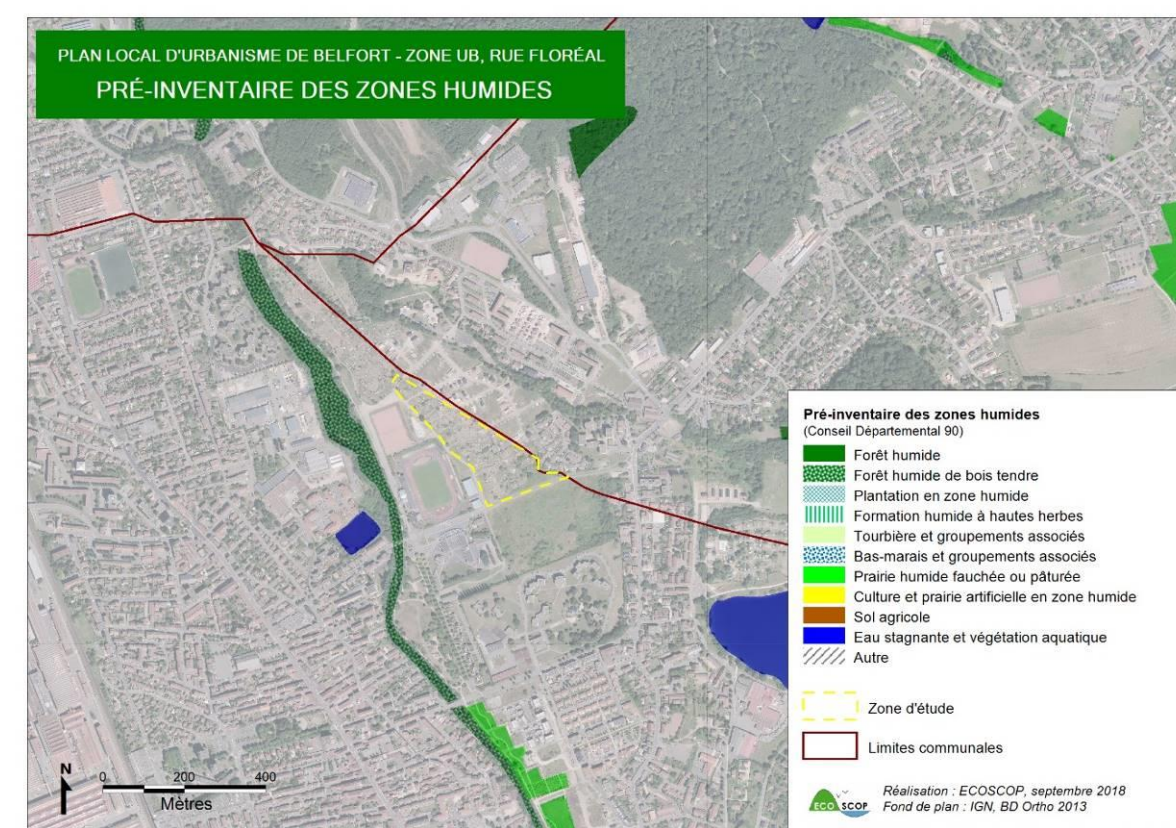 PLAN LOCAL D'URBANISME DE BELFORT - ZONE UB, RUE FLORÉAL
PRÉ-INVENTAIRE DES ZONES HUMIDES
Pré-inventaire des zones humides
(Conseil Départemental 90)
Forêt humide
Forêt humide de bois tendre
Plantation en zone humide
Formation humide à hautes herbes
Tourbière et groupements associés
Bas-marais et groupements associés
Prairie humide fauchée ou pâturée
Culture et prairie artificielle en zone humide
Sol agricole
Eau stagnante et végétation aquatique
Autre
Zone d'étude
Limites communales
N
0 200 400
Mètres
ECO SCOP
Réalisation : ECOSCOP, septembre 2018
Fond de plan : IGN, BD Ortho 2013